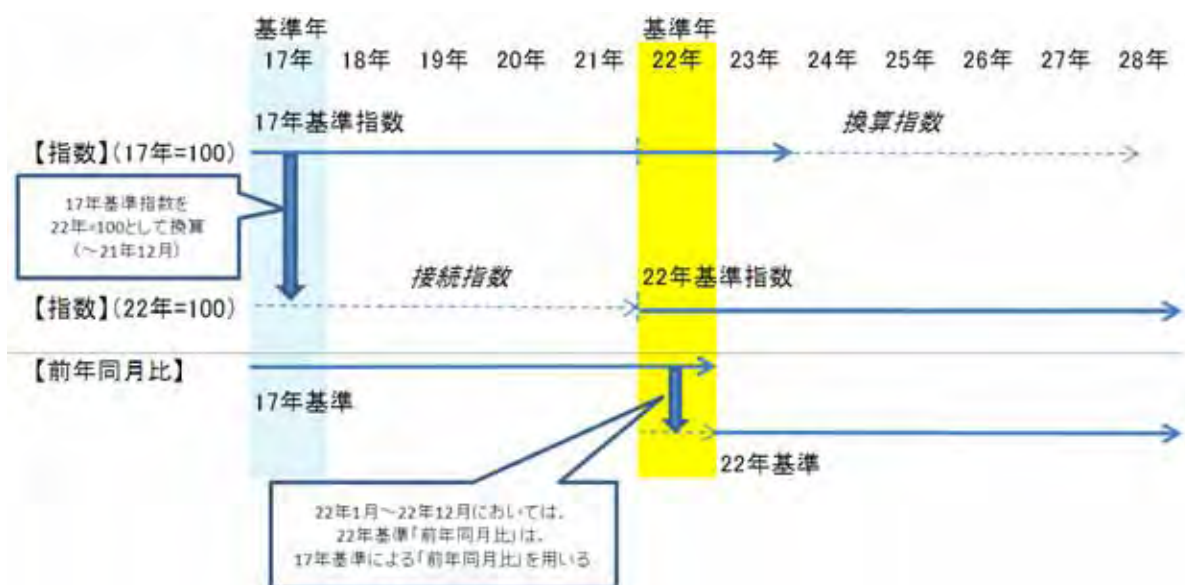 基準年 基準年
17年 18年 19年 20年 21年 22年 23年 24年 25年 26年 27年 28年
17年基準指数 換算指数
【指数】(17年=100)
17年基準指数を
22年=100として換算
(～21年12月)
接続指数 22年基準指数
【指数】(22年=100)
【前年同月比】
17年基準
22年基準
22年1月～22年12月においては、
22年基準「前年同月比」は、
17年基準による「前年同月比」を用いる